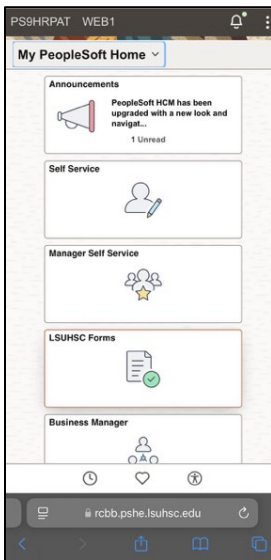 PS9HRPAT WEB1
My PeopleSoft Home
Announcements
PeopleSoft HCM has been
upgraded with a new look and
navigat...
1 Unread
Self Service
Manager Self Service
LSUHSC Forms
Business Manager
rcbb.pshe.lsuhsc.edu